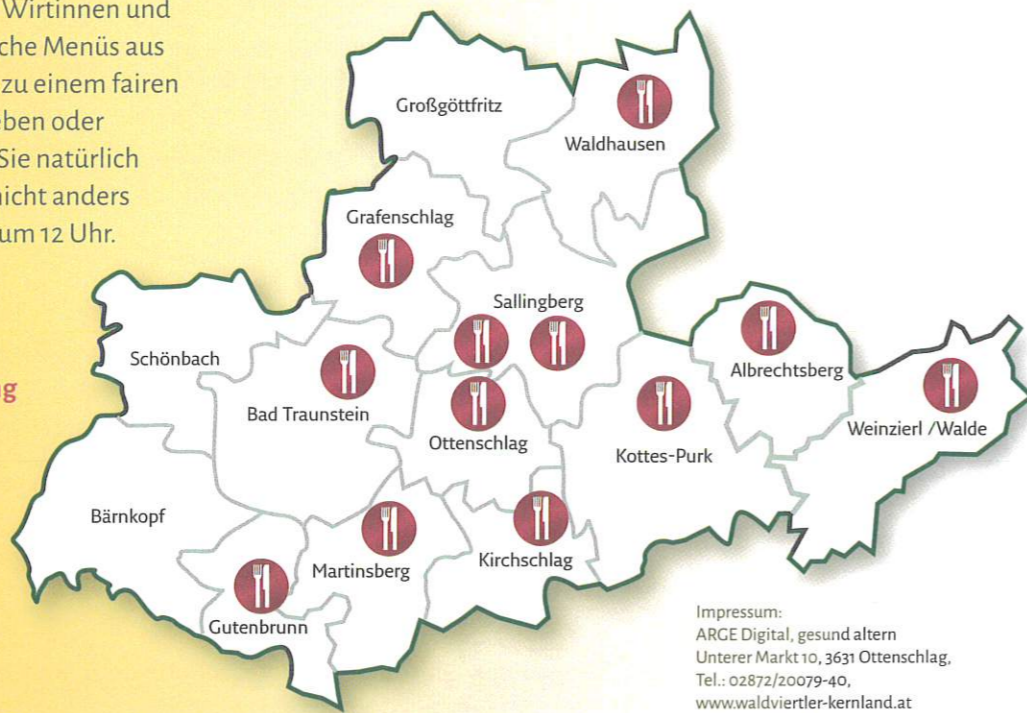 Wirtinnen und
che Menüs aus
zu einem fairen
eben oder
Sie natürlich
nicht anders
um 12 Uhr.
g
Großgöttfritz
Waldhausen
Grafenschlag
Sallingberg
Schönbach
Albrechtsberg
Bad Traunstein
Ottenschlag
Kottes-Purk
Weinzierl /Walde
Bärnkopf
Martinsberg
Kirchschlag
Gutenbrunn
Impressum:
ARGE Digital, gesund altern
Unterer Markt 10, 3631 Ottenschlag,
Tel.: 02872/20079-40,
www.waldviertler-kernland.at